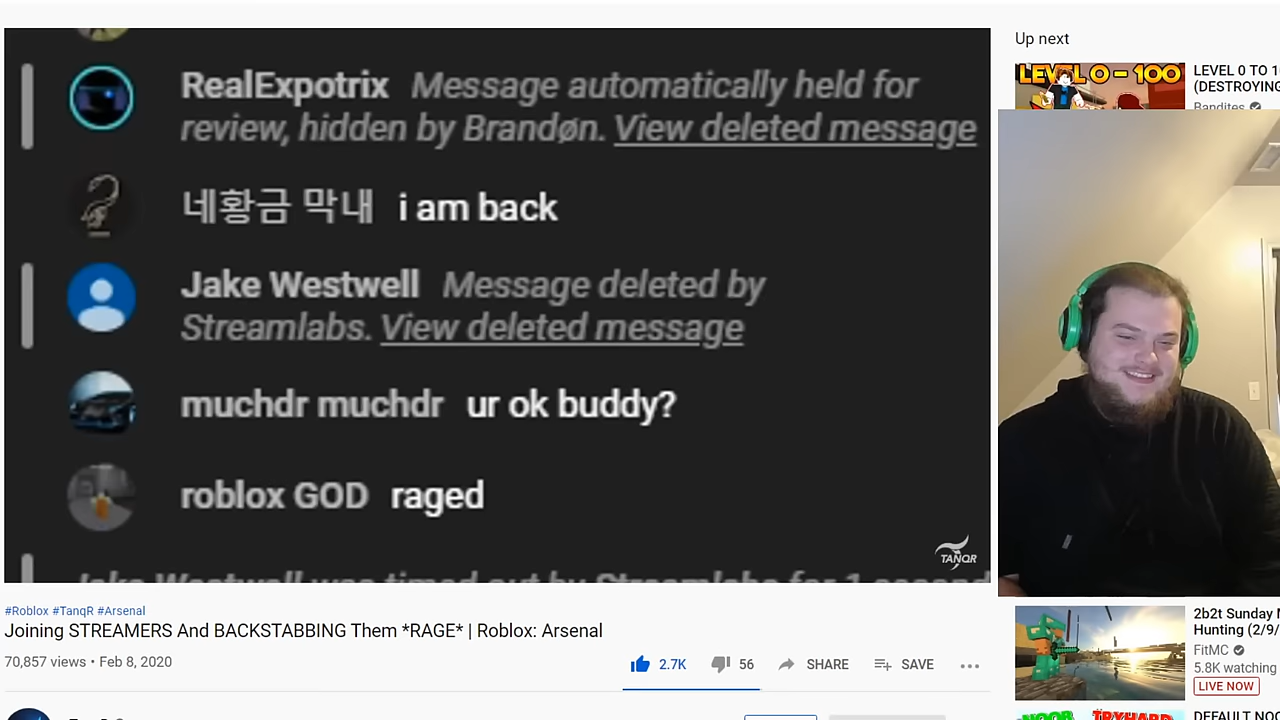 RealExpotrix Message automatically held for
review, hidden by Brandøn. View deleted message
네황금 막내 i am back
Jake Westwell Message deleted by
Streamlabs. View deleted message
muchdr muchdr ur ok buddy?
roblox GOD raged
TANQR
#Roblox #TanqR #Arsenal
Joining STREAMERS And BACKSTABBING Them *RAGE* | Roblox: Arsenal
70,857 views • Feb 8, 2020
2.7K
56
SHARE
SAVE
Up next
LEVEL 0 - 100
LEVEL 0 TO 1
(DESTROYING
Bandites
2b2t Sunday
Hunting (2/9/
FitMC
5.8K watching
LIVE NOW
NOOB
TRYHARD
DEFAULT